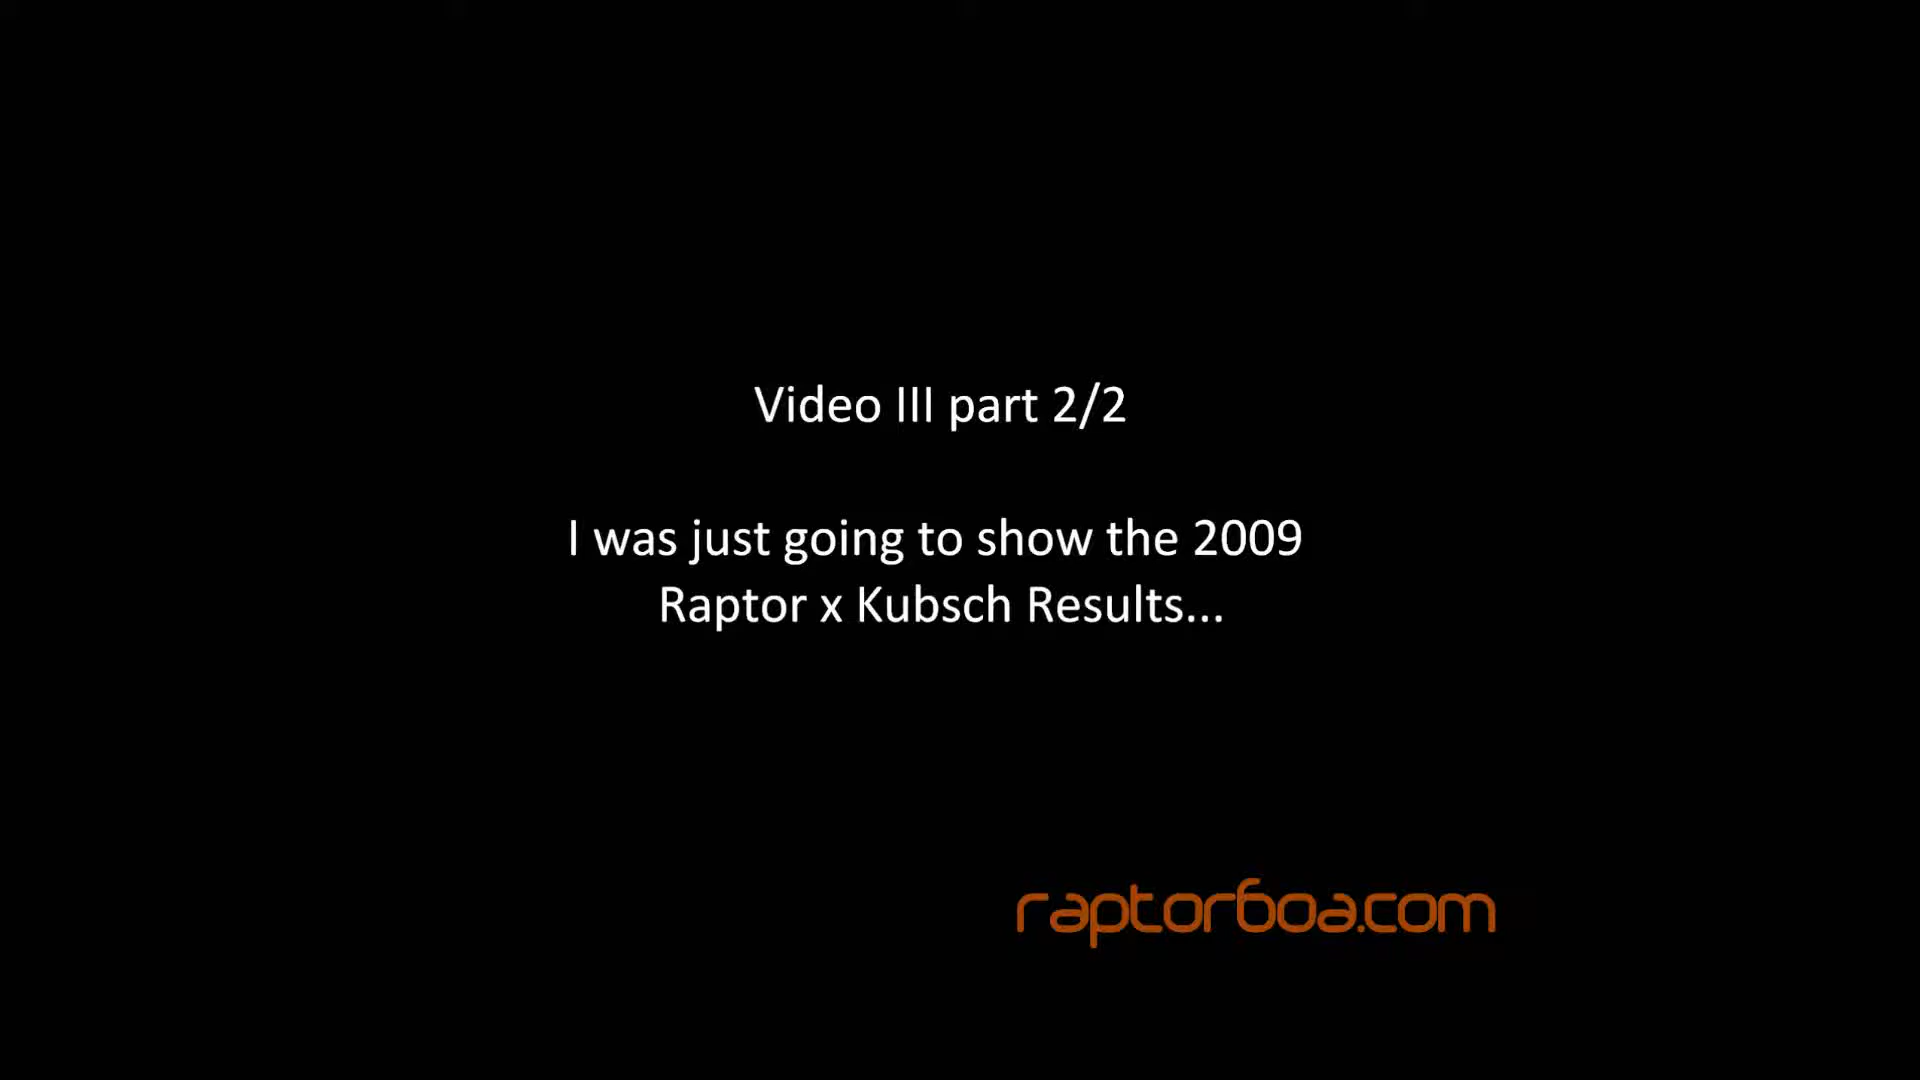 Video III part 2/2
I was just going to show the 2009
Raptor x Kubsch Results...
raptorboa.com